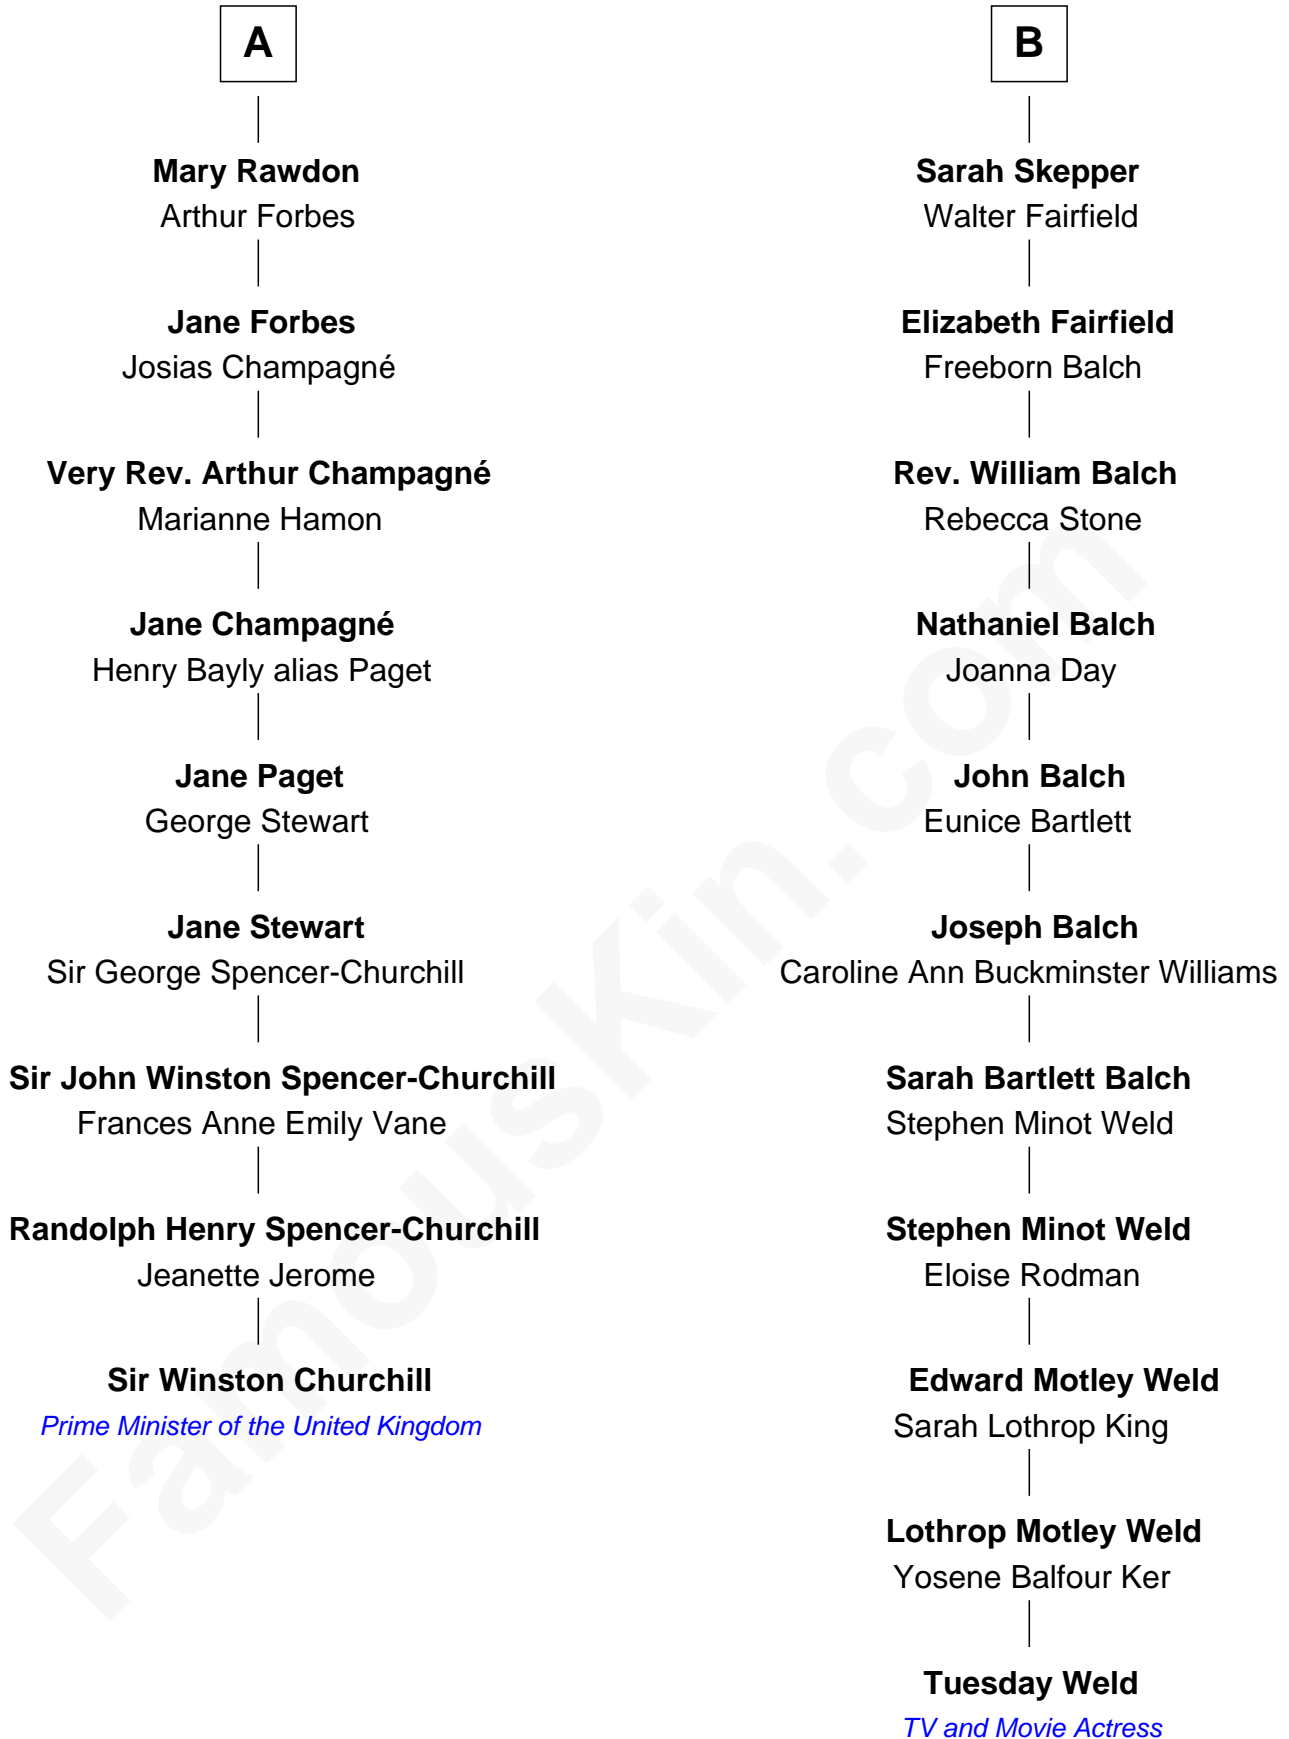 A
Mary Rawdon
Arthur Forbes
Jane Forbes
Josias Champagné
Very Rev. Arthur Champagné
Marianne Hamon
Jane Champagné
Henry Bayly alias Paget
Jane Paget
George Stewart
Jane Stewart
Sir George Spencer-Churchill
Sir John Winston Spencer-Churchill
Frances Anne Emily Vane
Randolph Henry Spencer-Churchill
Jeanette Jerome
Sir Winston Churchill
Prime Minister of the United Kingdom
B
Sarah Skepper
Walter Fairfield
Elizabeth Fairfield
Freeborn Balch
Rev. William Balch
Rebecca Stone
Nathaniel Balch
Joanna Day
John Balch
Eunice Bartlett
Joseph Balch
Caroline Ann Buckminster Williams
Sarah Bartlett Balch
Stephen Minot Weld
Stephen Minot Weld
Eloise Rodman
Edward Motley Weld
Sarah Lothrop King
Lothrop Motley Weld
Yosene Balfour Ker
Tuesday Weld
TV and Movie Actress
FamousKin.com